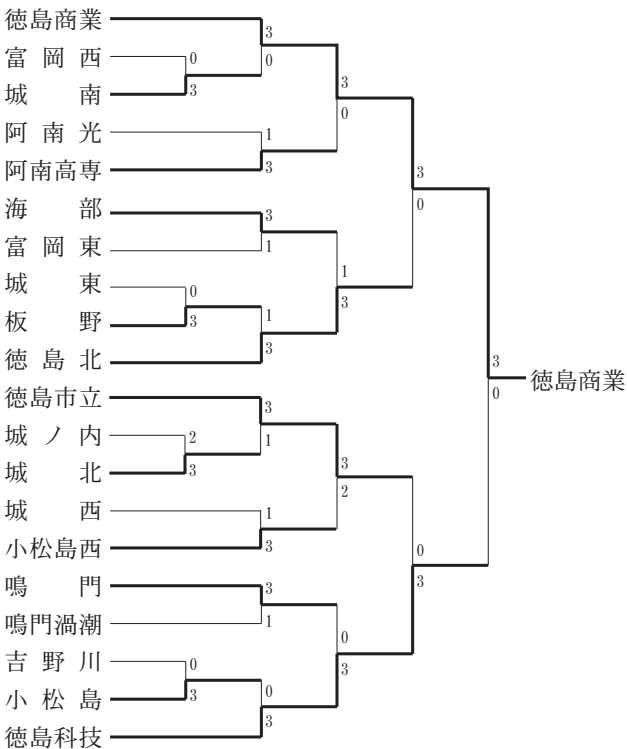 徳島商業
3
富岡西
0
0
城南
3
3
阿南光
1
0
阿南高専
3
3
海部
3
0
富岡東
1
城東
0
1
板野
3
1
3
徳島北
3
3
徳島商業
0
徳島市立
3
城ノ内
2
1
城北
3
3
城西
1
2
小松島西
3
0
鳴門
3
3
鳴門渦潮
1
吉野川
0
0
小松島
3
0
3
徳島科技
3